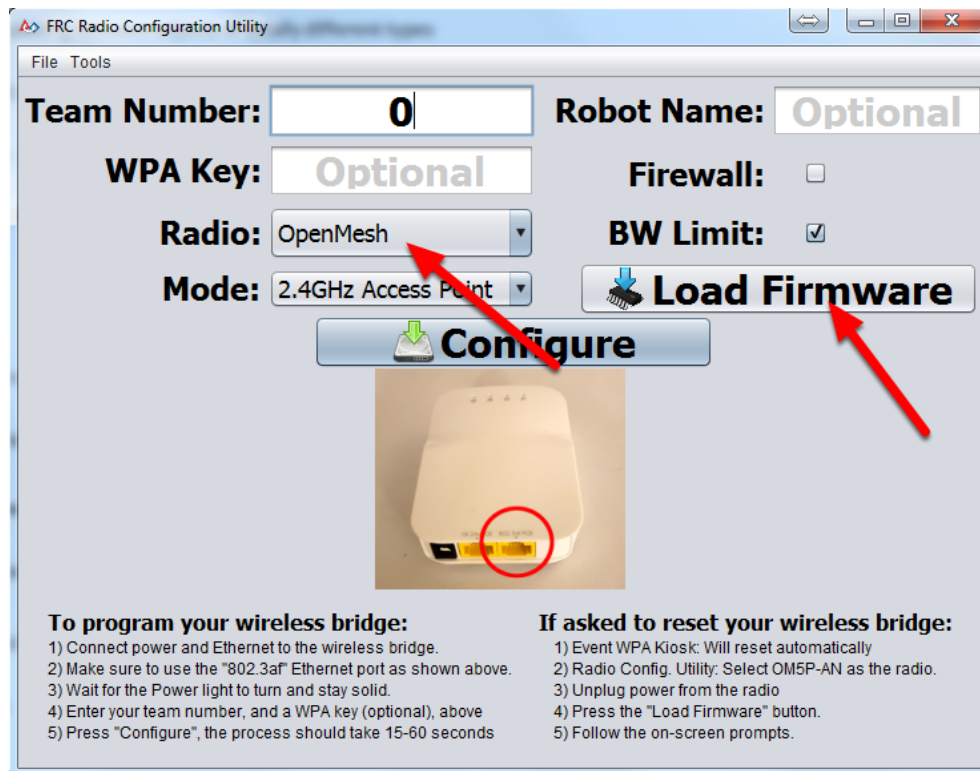 FRC Radio Configuration Utility
File Tools
Team Number: 0 Robot Name: Optional
WPA Key: Optional Firewall:
Radio: OpenMesh BW Limit:
Mode: 2.4GHz Access Point Load Firmware
Configure
To program your wireless bridge:
1) Connect power and Ethernet to the wireless bridge.
2) Make sure to use the "802.3af" Ethernet port as shown above.
3) Wait for the Power light to turn and stay solid.
4) Enter your team number, and a WPA key (optional), above
5) Press "Configure", the process should take 15-60 seconds
If asked to reset your wireless bridge:
1) Event WPA Kiosk: Will reset automatically
2) Radio Config. Utility: Select OM5P-AN as the radio.
3) Unplug power from the radio
4) Press the "Load Firmware" button.
5) Follow the on-screen prompts.